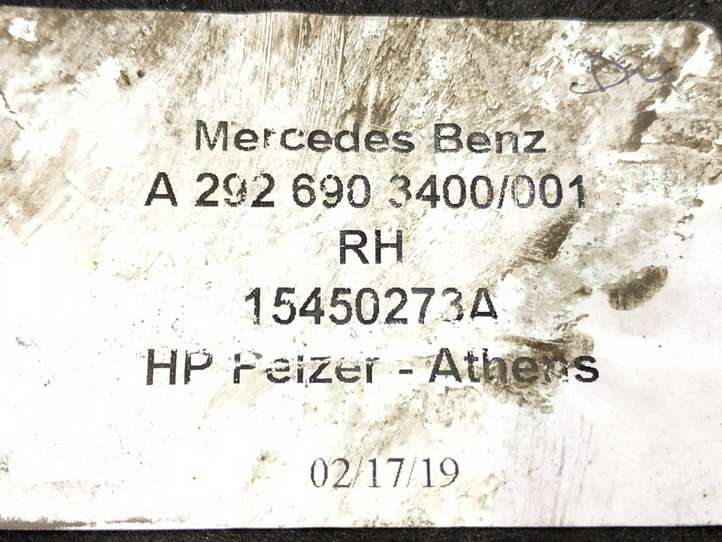 Mercedes Benz
A 292 690 3400/001
RH
15450273A
HP Pelzer - Athens
02/17/19